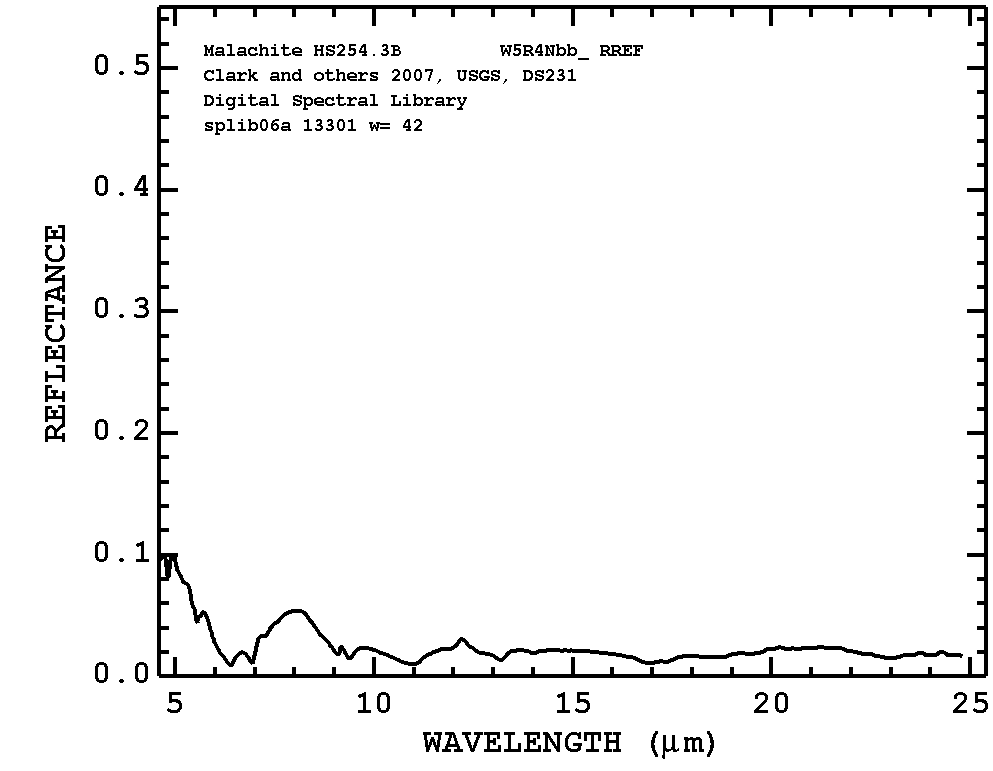 Malachite HS254.3B W5R4Nbb_ RREF
Clark and others 2007, USGS, DS231
Digital Spectral Library
splib06a 13301 w= 42
0.5
0.4
0.3
0.2
0.1
0.0
REFLECTANCE
5 10 15 20 25
WAVELENGTH (μm)